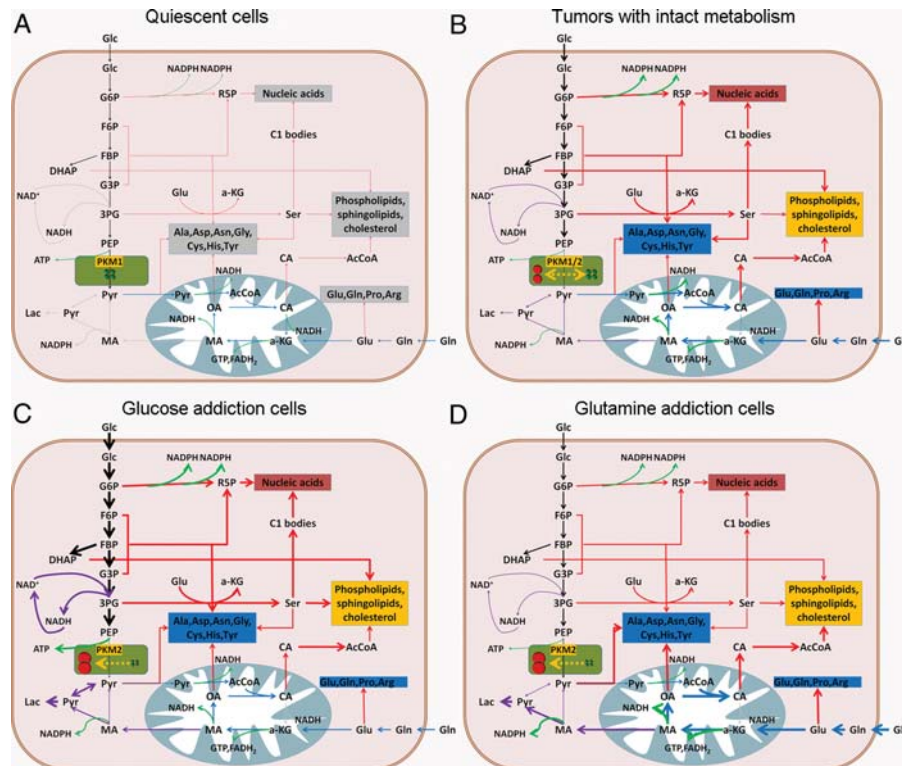 A
Quiescent cells
Glc
Glc
NADPH NADPH
G6P
R5P
Nucleic acids
F6P
C1 bodies
FBP
DHAP
G3P
Glu
a-KG
NAD⁺
Phospholipids,
sphingolipids,
cholesterol
3PG
Ser
NADH
Ala,Asp,Asn,Gly,
Cys,His,Tyr
PEP
ATP
PKM1
NADH
CA
AcCoA
Pyr
Pyr
AcCoA
Glu,Gln,Pro,Arg
Lac
Pyr
OA
CA
NADH
NADH
MA
MA
a-KG
Glu
Gln
Gln
NADPH
GTP,FADH₂
B
Tumors with intact metabolism
Glc
Glc
NADPH NADPH
G6P
R5P
Nucleic acids
F6P
C1 bodies
FBP
DHAP
G3P
Glu
a-KG
NAD⁺
Phospholipids,
sphingolipids,
cholesterol
3PG
Ser
NADH
Ala,Asp,Asn,Gly,
Cys,His,Tyr
PEP
ATP
PKM1/2
NADH
CA
AcCoA
Pyr
Pyr
AcCoA
Glu,Gln,Pro,Arg
Lac
Pyr
OA
CA
NADH
NADH
MA
MA
a-KG
Glu
Gln
NADPH
GTP,FADH₂
C
Glucose addiction cells
Glc
Glc
NADPH NADPH
G6P
R5P
Nucleic acids
F6P
C1 bodies
FBP
DHAP
G3P
Glu
a-KG
NAD⁺
Phospholipids,
sphingolipids,
cholesterol
3PG
Ser
NADH
Ala,Asp,Asn,Gly,
Cys,His,Tyr
PEP
ATP
PKM2
NADH
CA
AcCoA
Pyr
Pyr
AcCoA
Glu,Gln,Pro,Arg
Lac
Pyr
OA
CA
NADH
NADH
MA
MA
a-KG
Glu
Gln
Gln
NADPH
GTP,FADH₂
D
Glutamine addiction cells
Glc
Glc
NADPH NADPH
G6P
R5P
Nucleic acids
F6P
C1 bodies
FBP
DHAP
G3P
Glu
a-KG
NAD⁺
Phospholipids,
sphingolipids,
cholesterol
3PG
Ser
NADH
Ala,Asp,Asn,Gly,
Cys,His,Tyr
PEP
ATP
PKM2
NADH
CA
AcCoA
Pyr
Pyr
AcCoA
Glu,Gln,Pro,Arg
Lac
Pyr
OA
CA
NADH
NADH
MA
MA
a-KG
Glu
Gln
NADPH
GTP,FADH₂